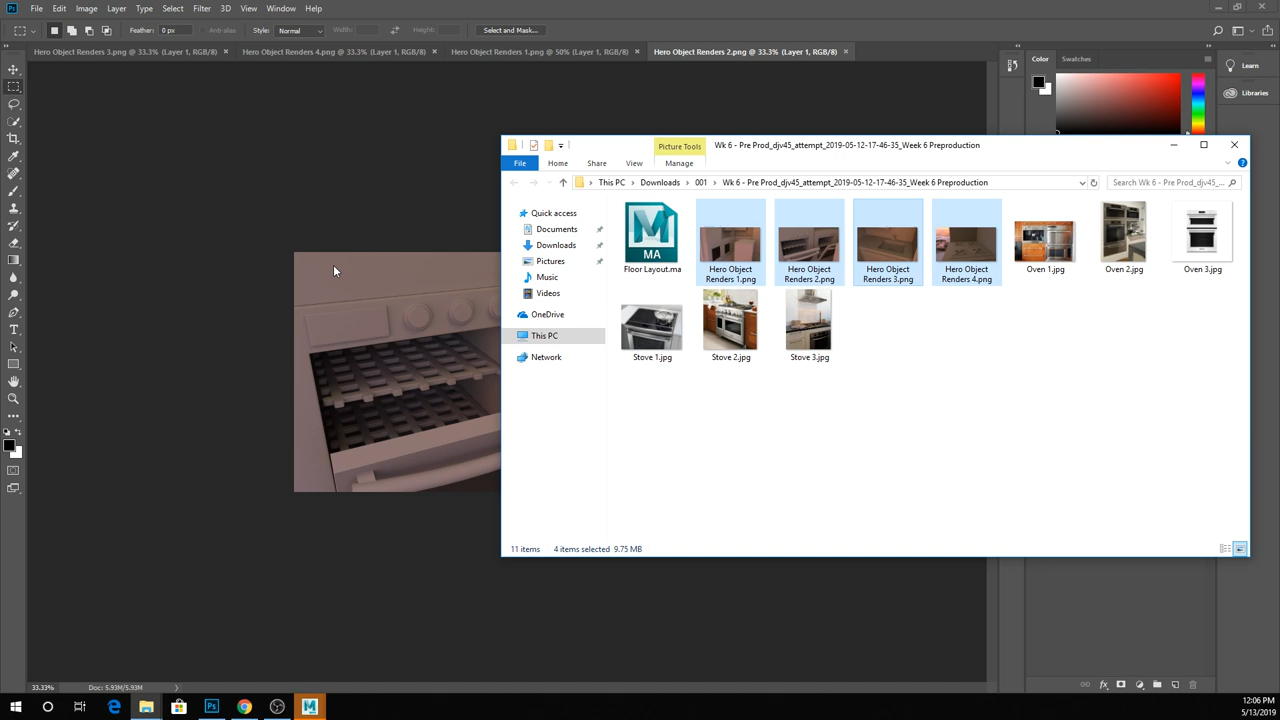 Ps File Edit Image Layer Type Select Filter 3D View Window Help
Feather: 0 px Anti-alias Style: Normal Width: Height: Select and Mask...
Hero Object Renders 3.png @ 33.3% (Layer 1, RGB/8) × Hero Object Renders 4.png @ 33.3% (Layer 1, RGB/8) × Hero Object Renders 1.png @ 50% (Layer 1, RGB/8) × Hero Object Renders 2.png @ 33.3% (Layer 1, RGB/8) ×
Color Swatches
Learn
Libraries
Picture Tools Wk 6 - Pre Prod_djv45_attempt_2019-05-12-17-46-35_Week 6 Preproduction
File Home Share View Manage
This PC > Downloads > 001 > Wk 6 - Pre Prod_djv45_attempt_2019-05-12-17-46-35_Week 6 Preproduction
Search Wk 6 - Pre Prod_djv45_...
Quick access
Documents
Downloads
Pictures
Music
Videos
OneDrive
This PC
Network
MA
Floor Layout.ma
Hero Object
Renders 1.png
Hero Object
Renders 2.png
Hero Object
Renders 3.png
Hero Object
Renders 4.png
Oven 1.jpg
Oven 2.jpg
Oven 3.jpg
Stove 1.jpg
Stove 2.jpg
Stove 3.jpg
11 items 4 items selected 9.75 MB
33.33% Doc: 5.93M/5.93M
12:06 PM
5/13/2019